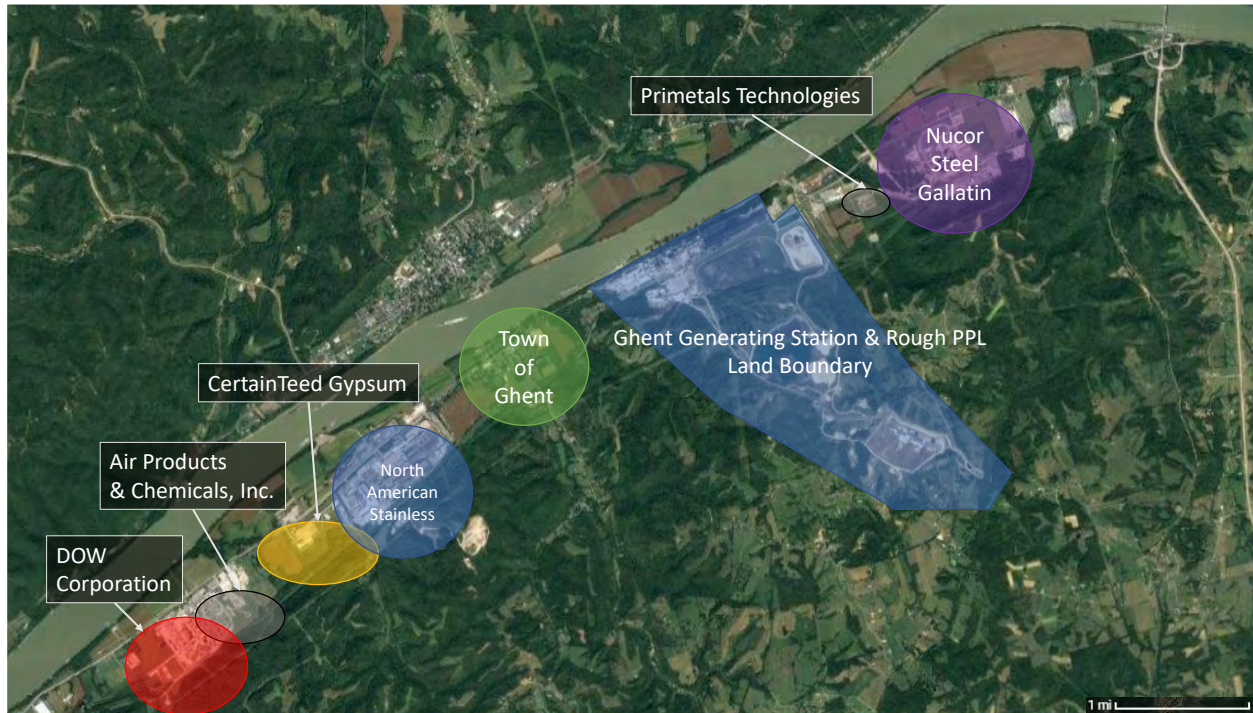 Primetals Technologies
Nucor
Steel
Gallatin
Ghent Generating Station & Rough PPL
Land Boundary
Town
of
Ghent
CertainTeed Gypsum
North
American
Stainless
Air Products
& Chemicals, Inc.
DOW
Corporation
1 mi